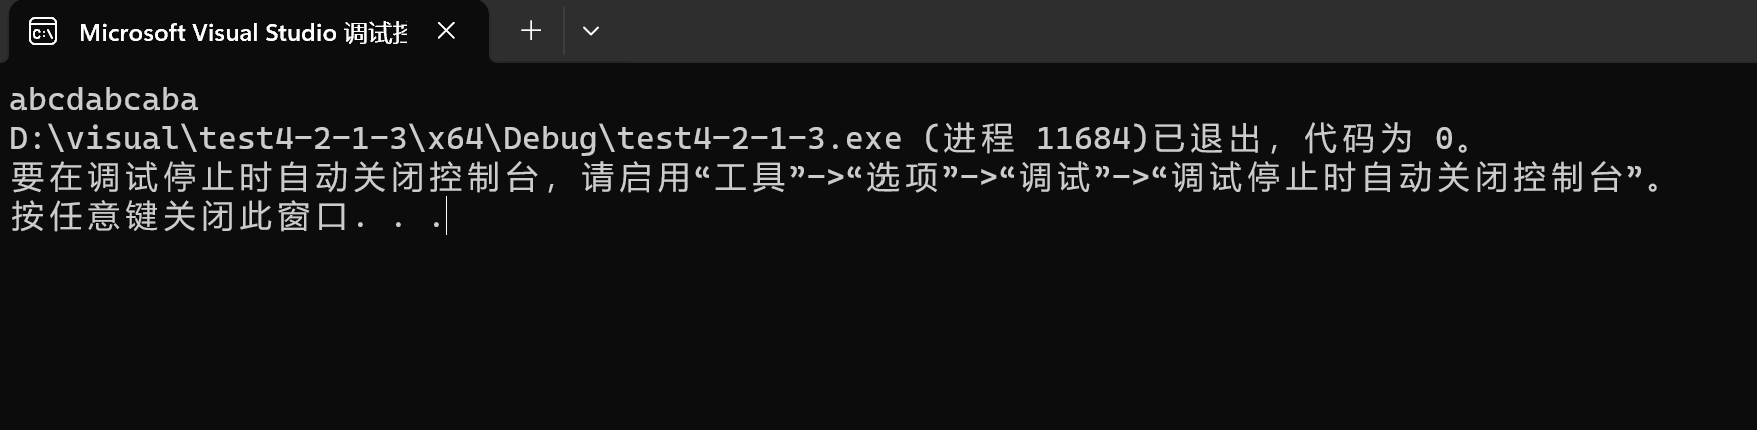 Microsoft Visual Studio 调试控
abcdabcaba
D:\visual\test4-2-1-3\x64\Debug\test4-2-1-3.exe (进程 11684)已退出，代码为 0。
要在调试停止时自动关闭控制台，请启用“工具”->“选项”->“调试”->“调试停止时自动关闭控制台”。
按任意键关闭此窗口. . .